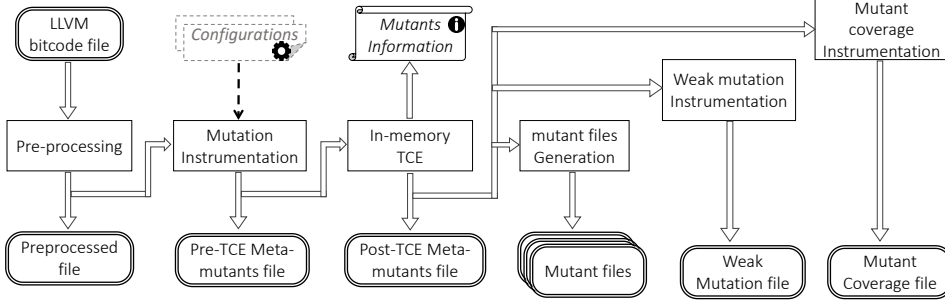 LLVM
bitcode file
Configurations
Mutants
Information
Mutant
coverage
Instrumentation
Weak mutation
Instrumentation
Pre-processing
Mutation
Instrumentation
In-memory
TCE
mutant files
Generation
Preprocessed
file
Pre-TCE Meta-
mutants file
Post-TCE Meta-
mutants file
Mutant files
Weak
Mutation file
Mutant
Coverage file